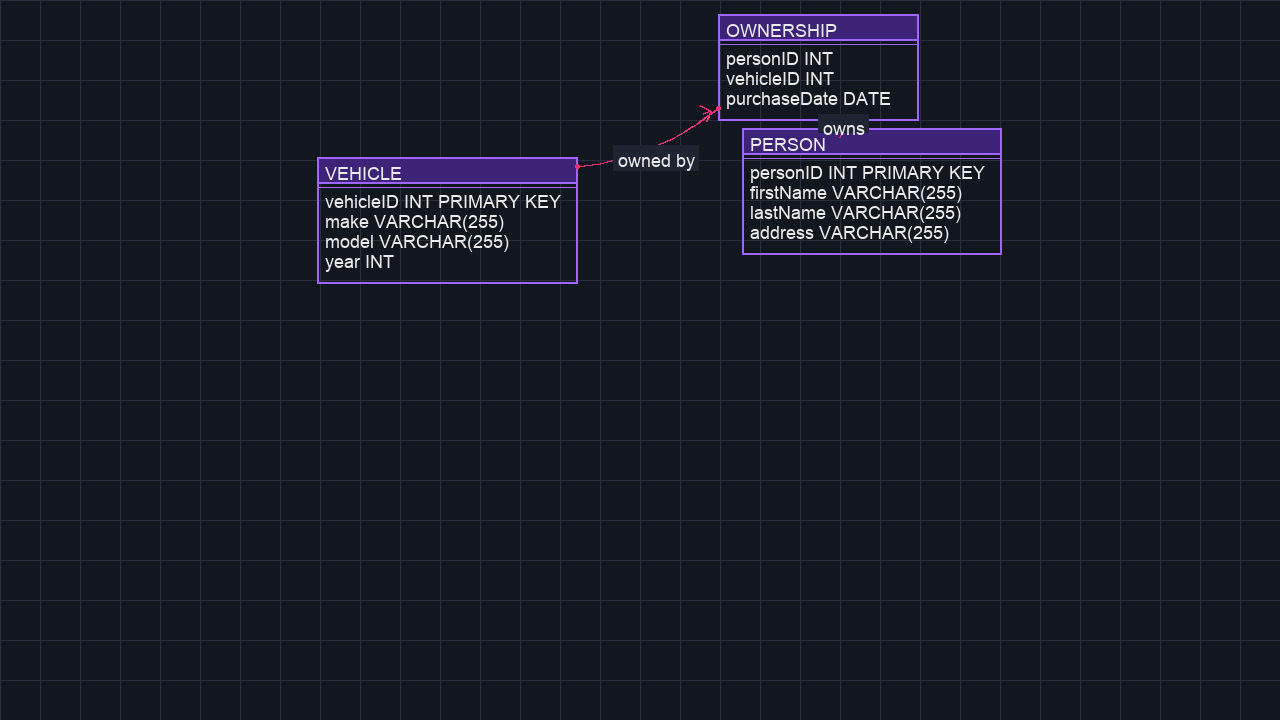 OWNERSHIP
personID INT
vehicleID INT
purchaseDate DATE
owns
PERSON
personID INT PRIMARY KEY
firstName VARCHAR(255)
lastName VARCHAR(255)
address VARCHAR(255)
owned by
VEHICLE
vehicleID INT PRIMARY KEY
make VARCHAR(255)
model VARCHAR(255)
year INT